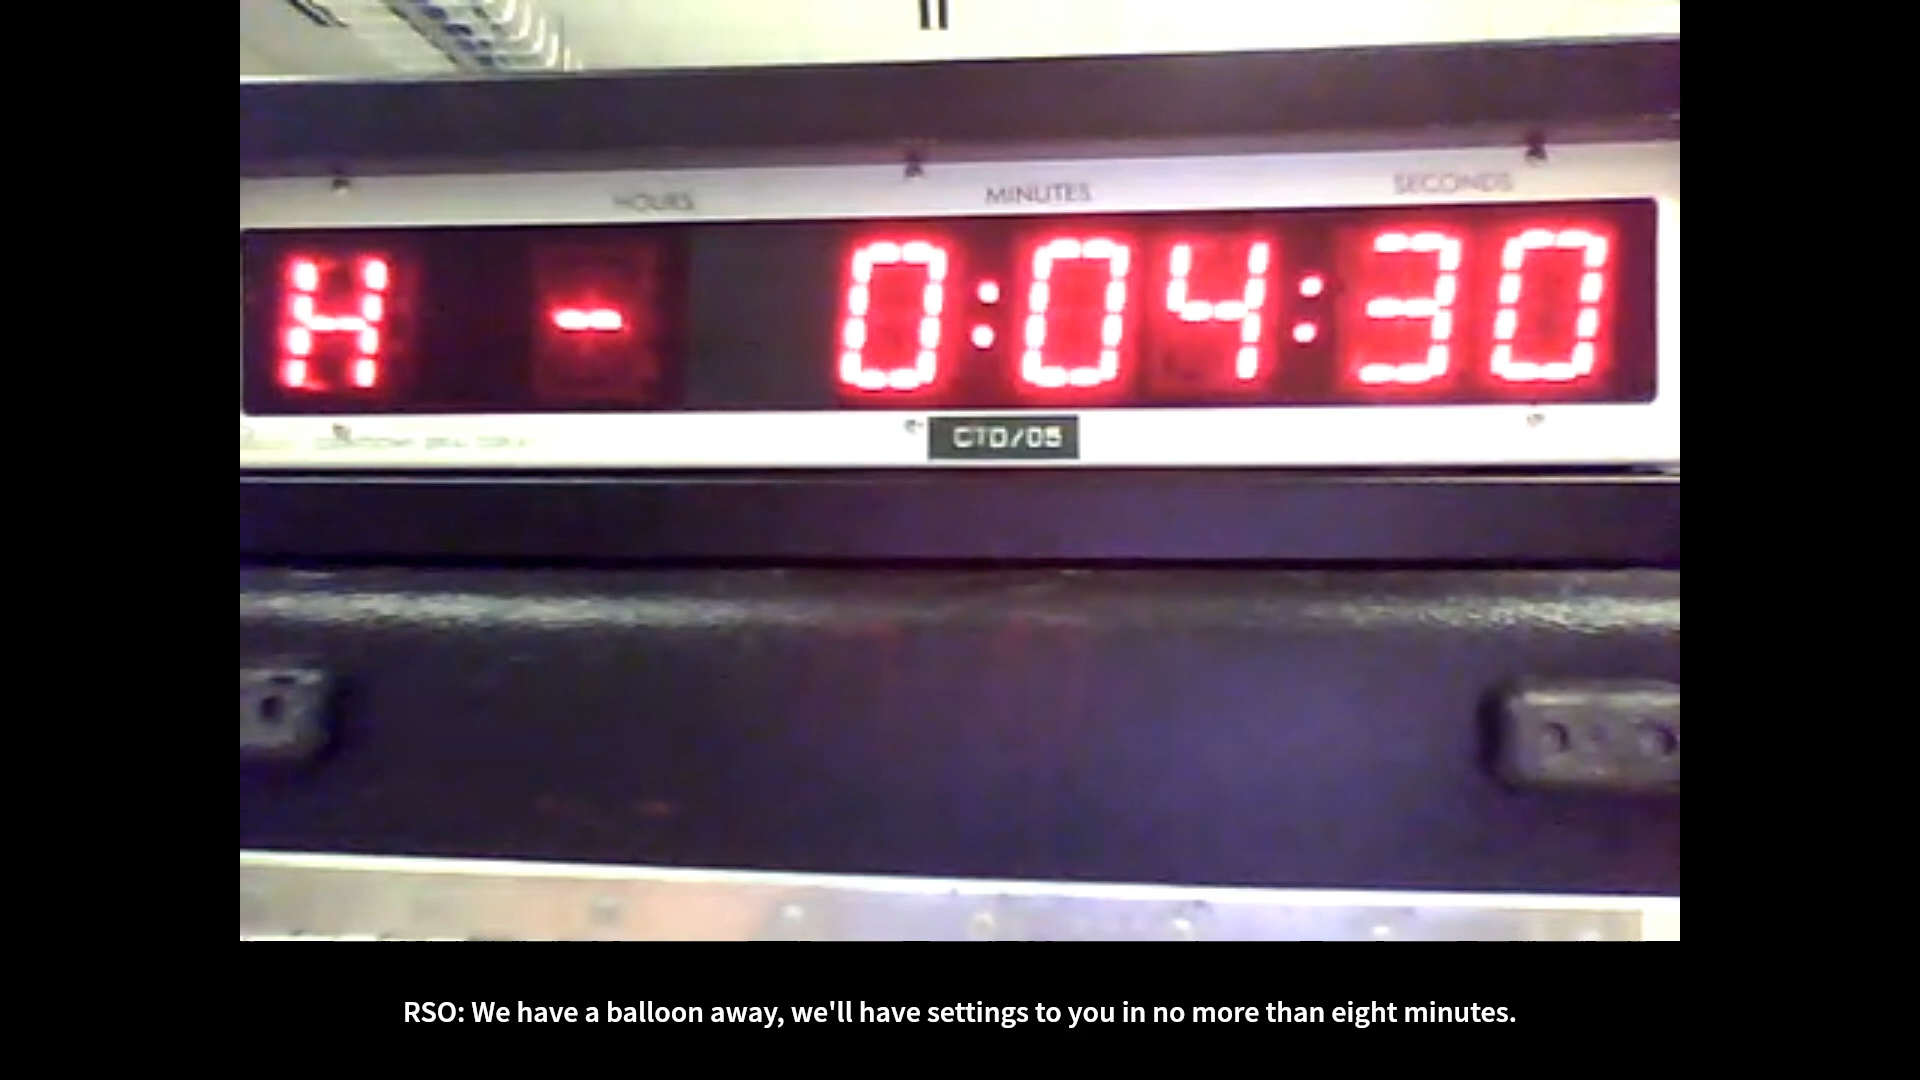 HOURS MINUTES SECONDS
H - 0:04:30
CTD/05
RSO: We have a balloon away, we'll have settings to you in no more than eight minutes.